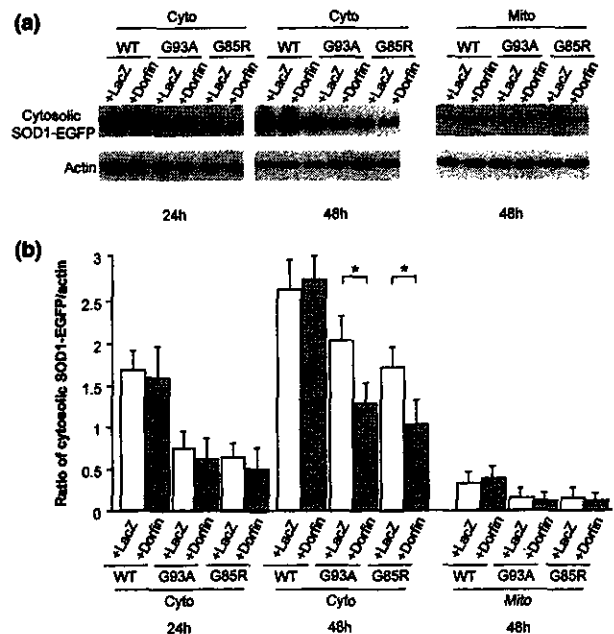 (a)
Cyto Cyto Mito
WT G93A G85R WT G93A G85R WT G93A G85R
+LacZ +Dorfin +LacZ +Dorfin +LacZ +Dorfin +LacZ +Dorfin +LacZ +Dorfin +LacZ +Dorfin +LacZ +Dorfin +LacZ +Dorfin +LacZ +Dorfin
Cytosolic
SOD1-EGFP
Actin
24h 48h 48h
(b)
Ratio of cytosolic SOD1-EGFP/actin
3
2.5
2
1.5
1
0.5
0
* *
+LacZ +Dorfin +LacZ +Dorfin +LacZ +Dorfin +LacZ +Dorfin +LacZ +Dorfin +LacZ +Dorfin +LacZ +Dorfin +LacZ +Dorfin +LacZ +Dorfin
WT G93A G85R WT G93A G85R WT G93A G85R
Cyto Cyto Mito
24h 48h 48h